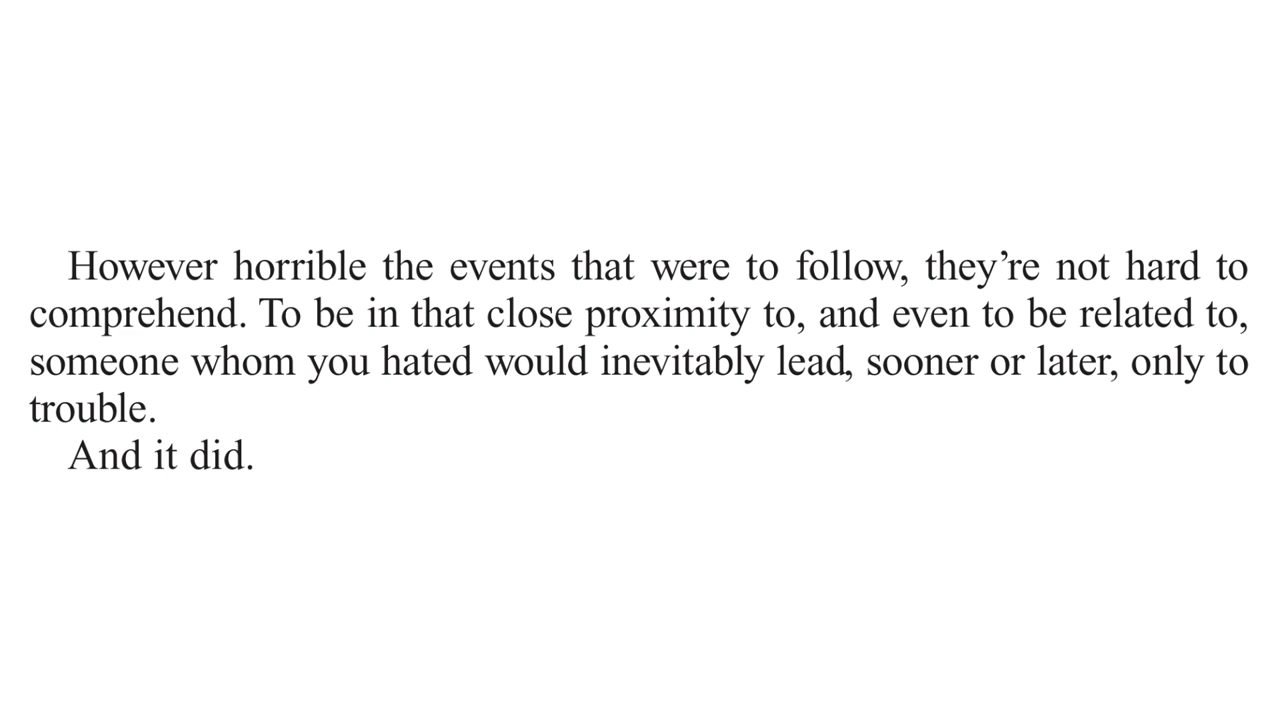 However horrible the events that were to follow, they’re not hard to
comprehend. To be in that close proximity to, and even to be related to,
someone whom you hated would inevitably lead, sooner or later, only to
trouble.
And it did.